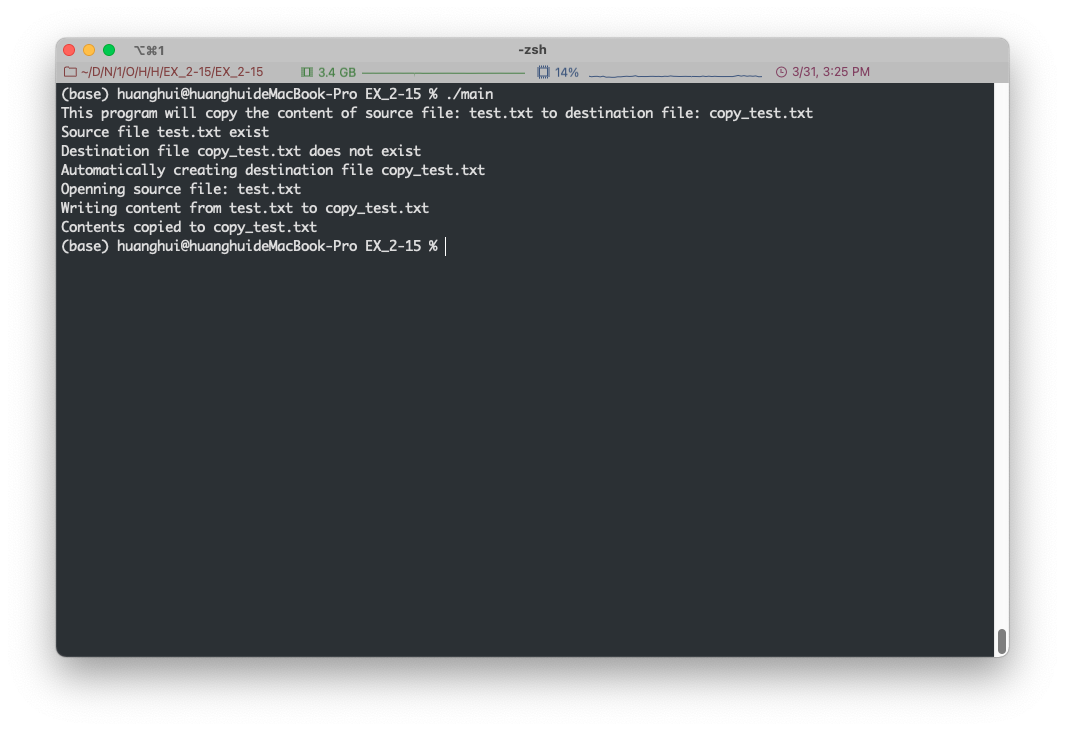 ⌥⌘1
-zsh
~/D/N/1/O/H/H/EX_2-15/EX_2-15 3.4 GB 14% 3/31, 3:25 PM
(base) huanghui@huanghuideMacBook-Pro EX_2-15 % ./main
This program will copy the content of source file: test.txt to destination file: copy_test.txt
Source file test.txt exist
Destination file copy_test.txt does not exist
Automatically creating destination file copy_test.txt
Openning source file: test.txt
Writing content from test.txt to copy_test.txt
Contents copied to copy_test.txt
(base) huanghui@huanghuideMacBook-Pro EX_2-15 %